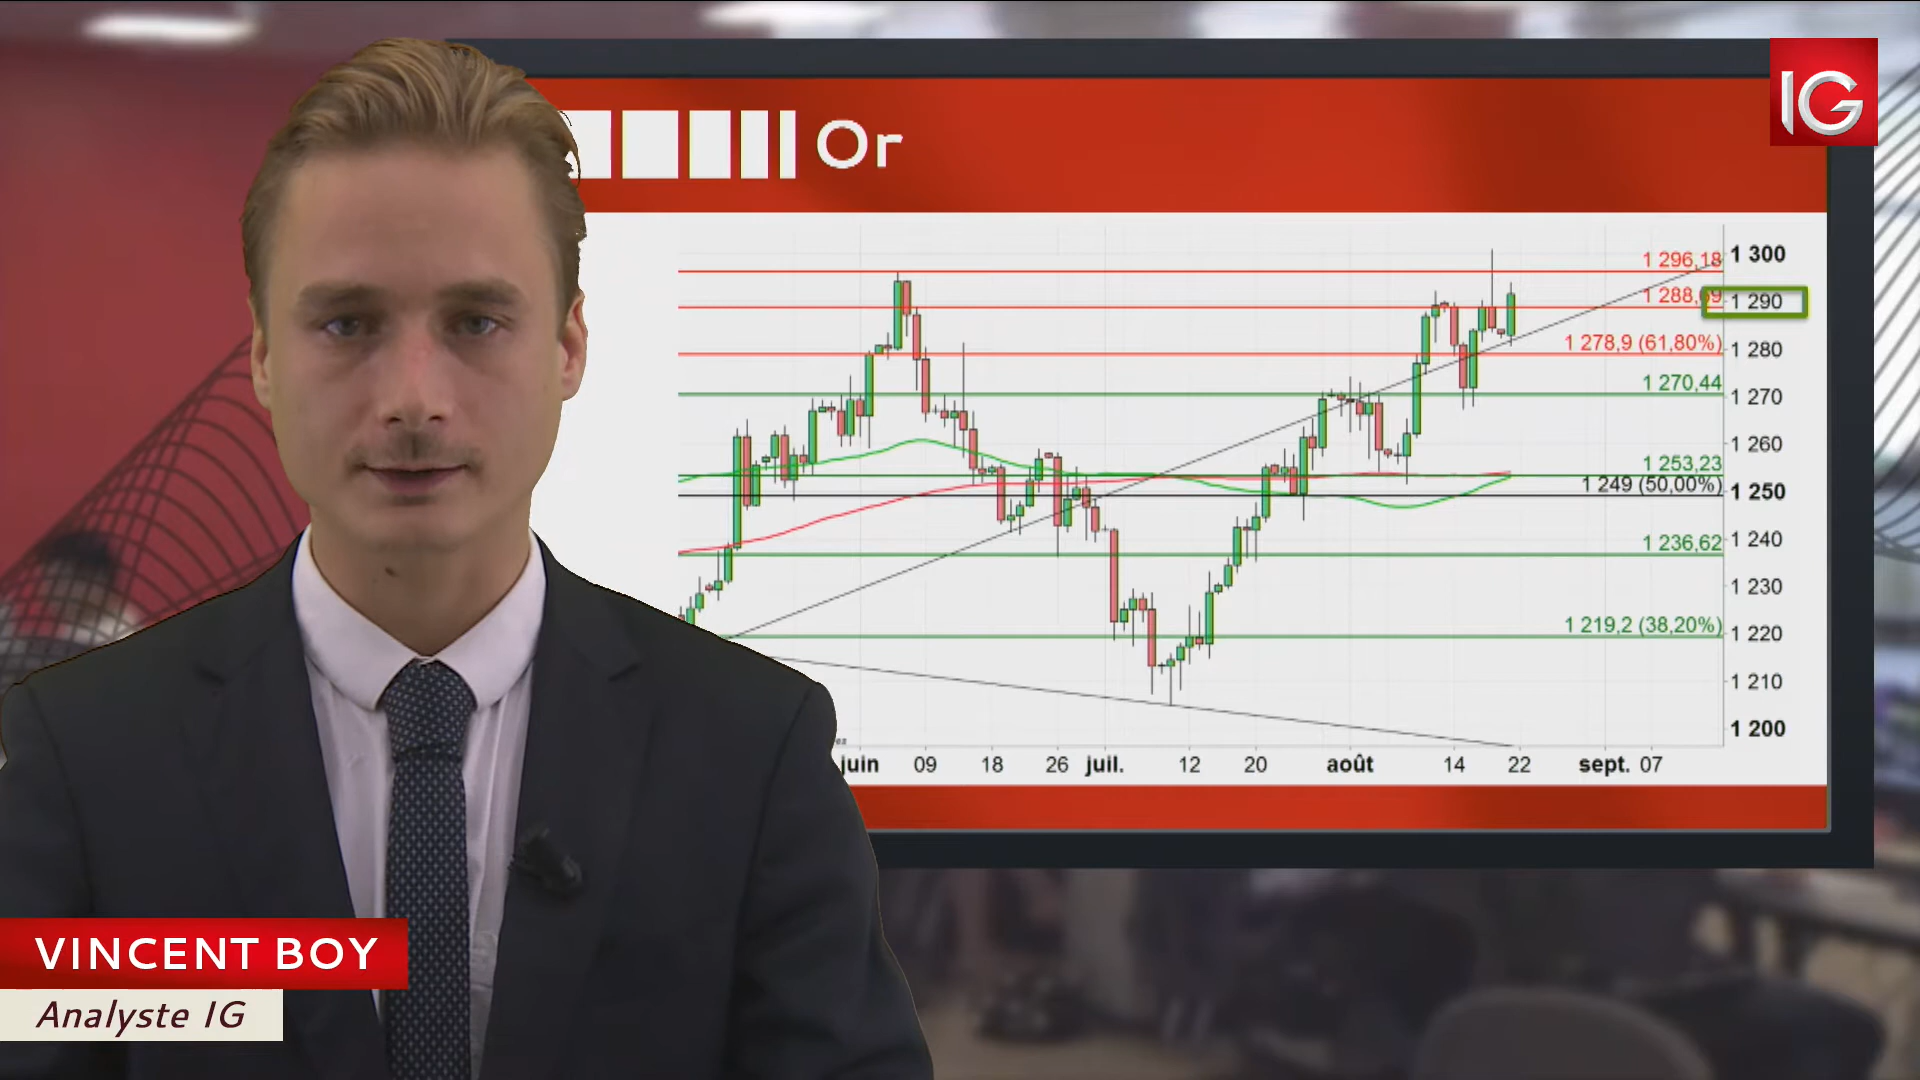 IG
Or
1 296,18
1 300
1 288,69
1 290
1 278,9 (61,80%)
1 280
1 270,44
1 270
1 260
1 253,23
1 249 (50,00%)
1 250
1 236,62
1 240
1 230
1 219,2 (38,20%)
1 220
1 210
1 200
juin 09 18 26 juil. 12 20 août 14 22 sept. 07
VINCENT BOY
Analyste IG